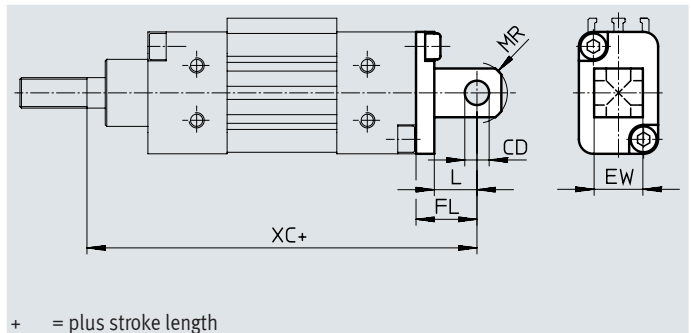 MR
CD
L
EW
FL
XC+
+ = plus stroke length